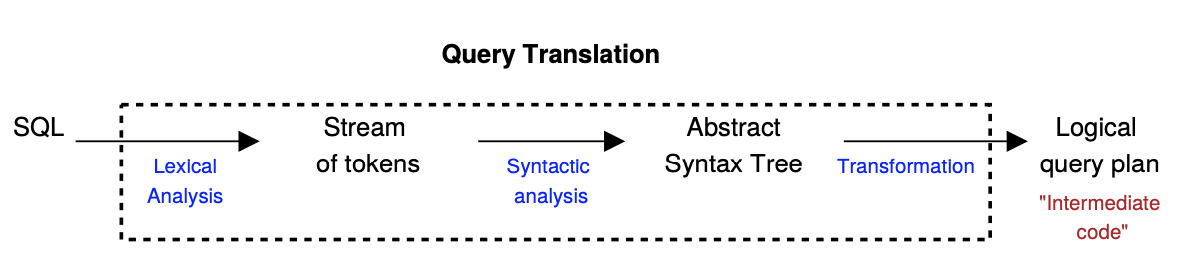 Query Translation
SQL
Stream
of tokens
Abstract
Syntax Tree
Logical
query plan
Lexical
Analysis
Syntactic
analysis
Transformation
"Intermediate
code"